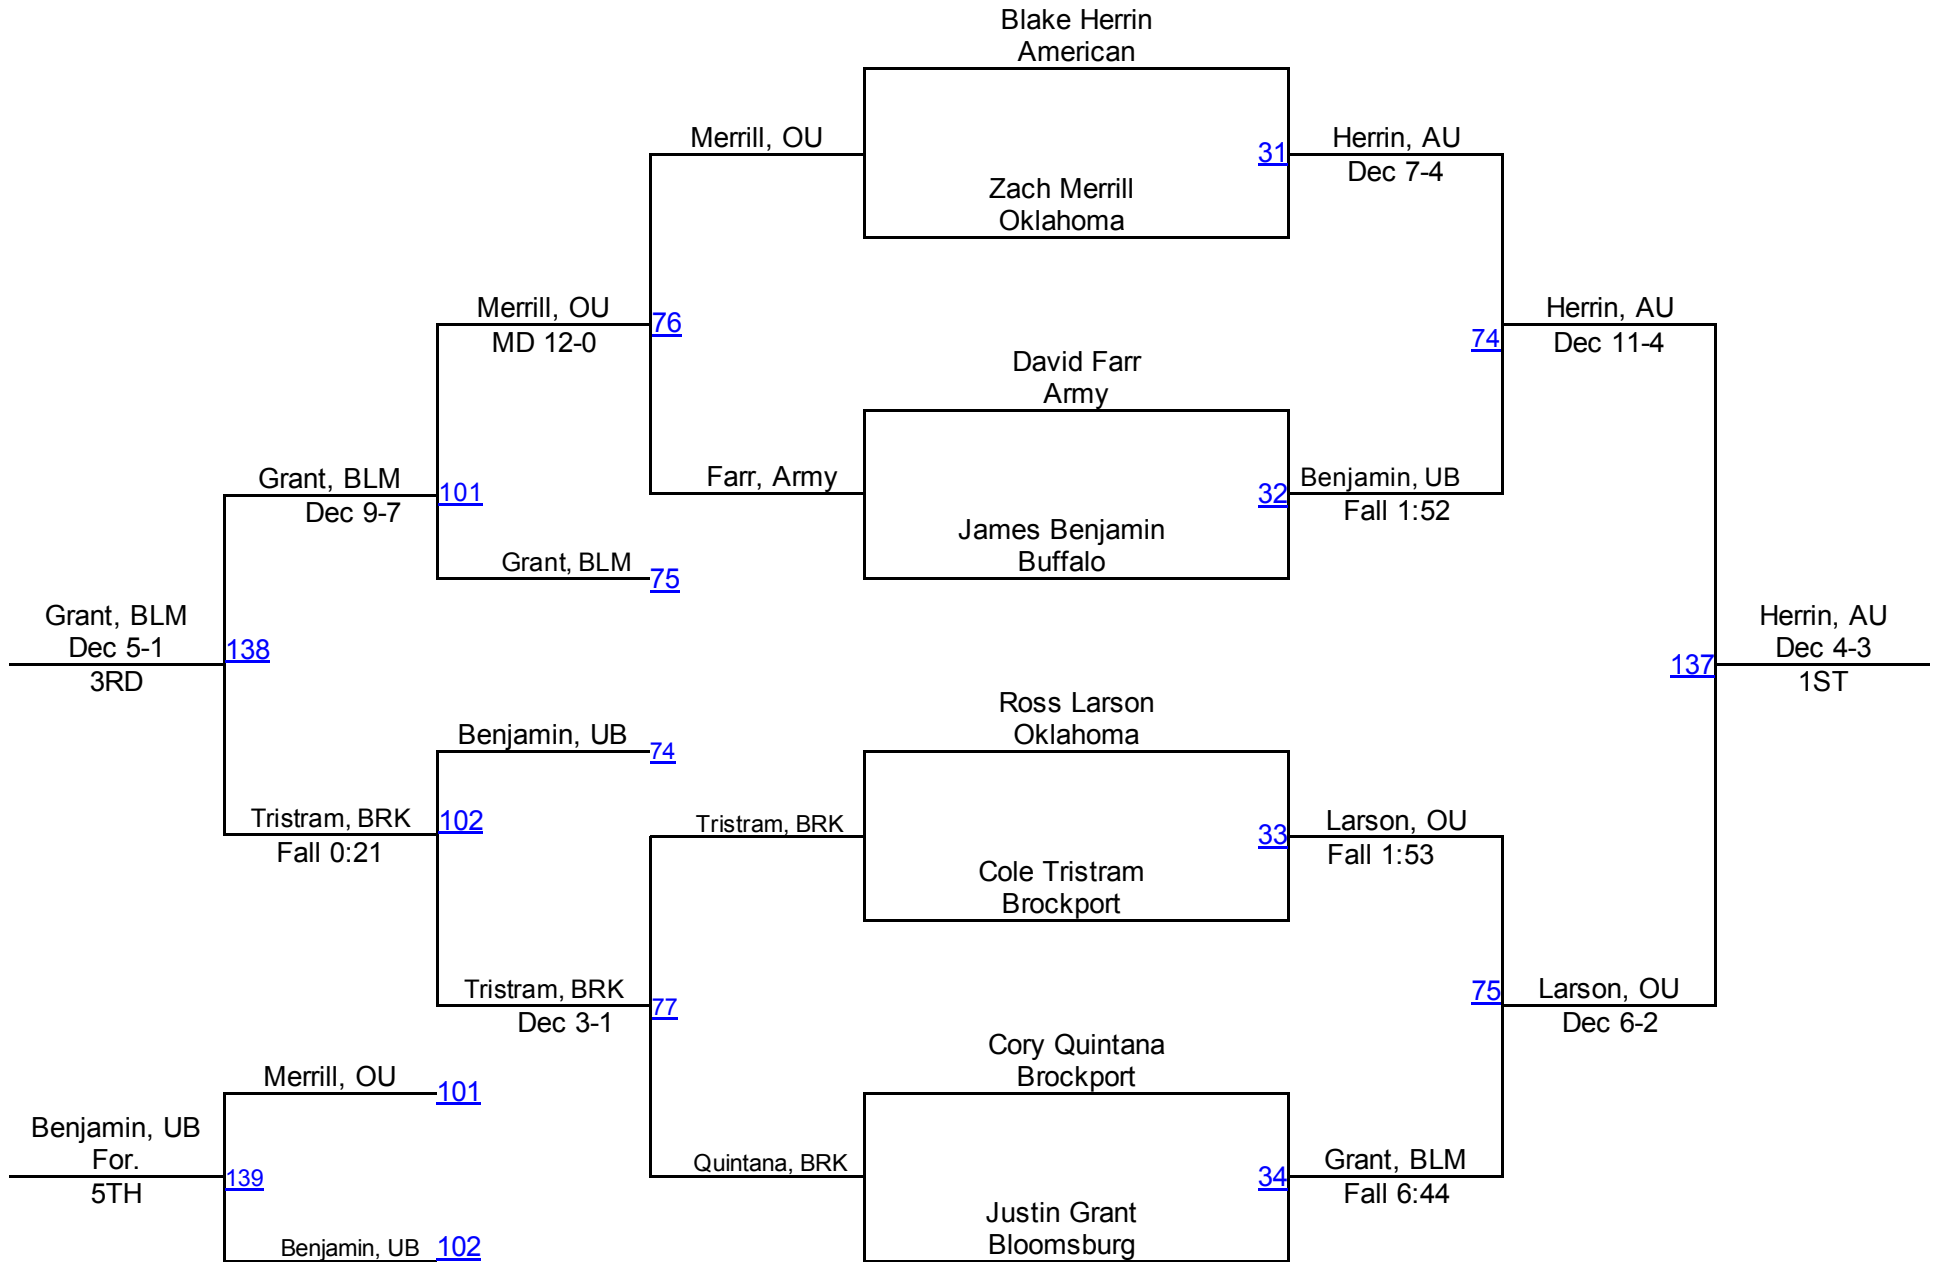 Blake Herrin
American
Merrill, OU
31
Herrin, AU
Dec 7-4
Zach Merrill
Oklahoma
Merrill, OU
MD 12-0
76
74
Herrin, AU
Dec 11-4
David Farr
Army
Grant, BLM
Dec 9-7
101
Farr, Army
32
Benjamin, UB
Fall 1:52
James Benjamin
Buffalo
Grant, BLM
75
Grant, BLM
Dec 5-1
3RD
138
137
Herrin, AU
Dec 4-3
1ST
Ross Larson
Oklahoma
Benjamin, UB
74
Tristram, BRK
Fall 0:21
102
Tristram, BRK
33
Larson, OU
Fall 1:53
Cole Tristram
Brockport
Tristram, BRK
Dec 3-1
77
75
Larson, OU
Dec 6-2
Cory Quintana
Brockport
Merrill, OU
101
Benjamin, UB
For.
5TH
139
Quintana, BRK
34
Grant, BLM
Fall 6:44
Justin Grant
Bloomsburg
Benjamin, UB
102